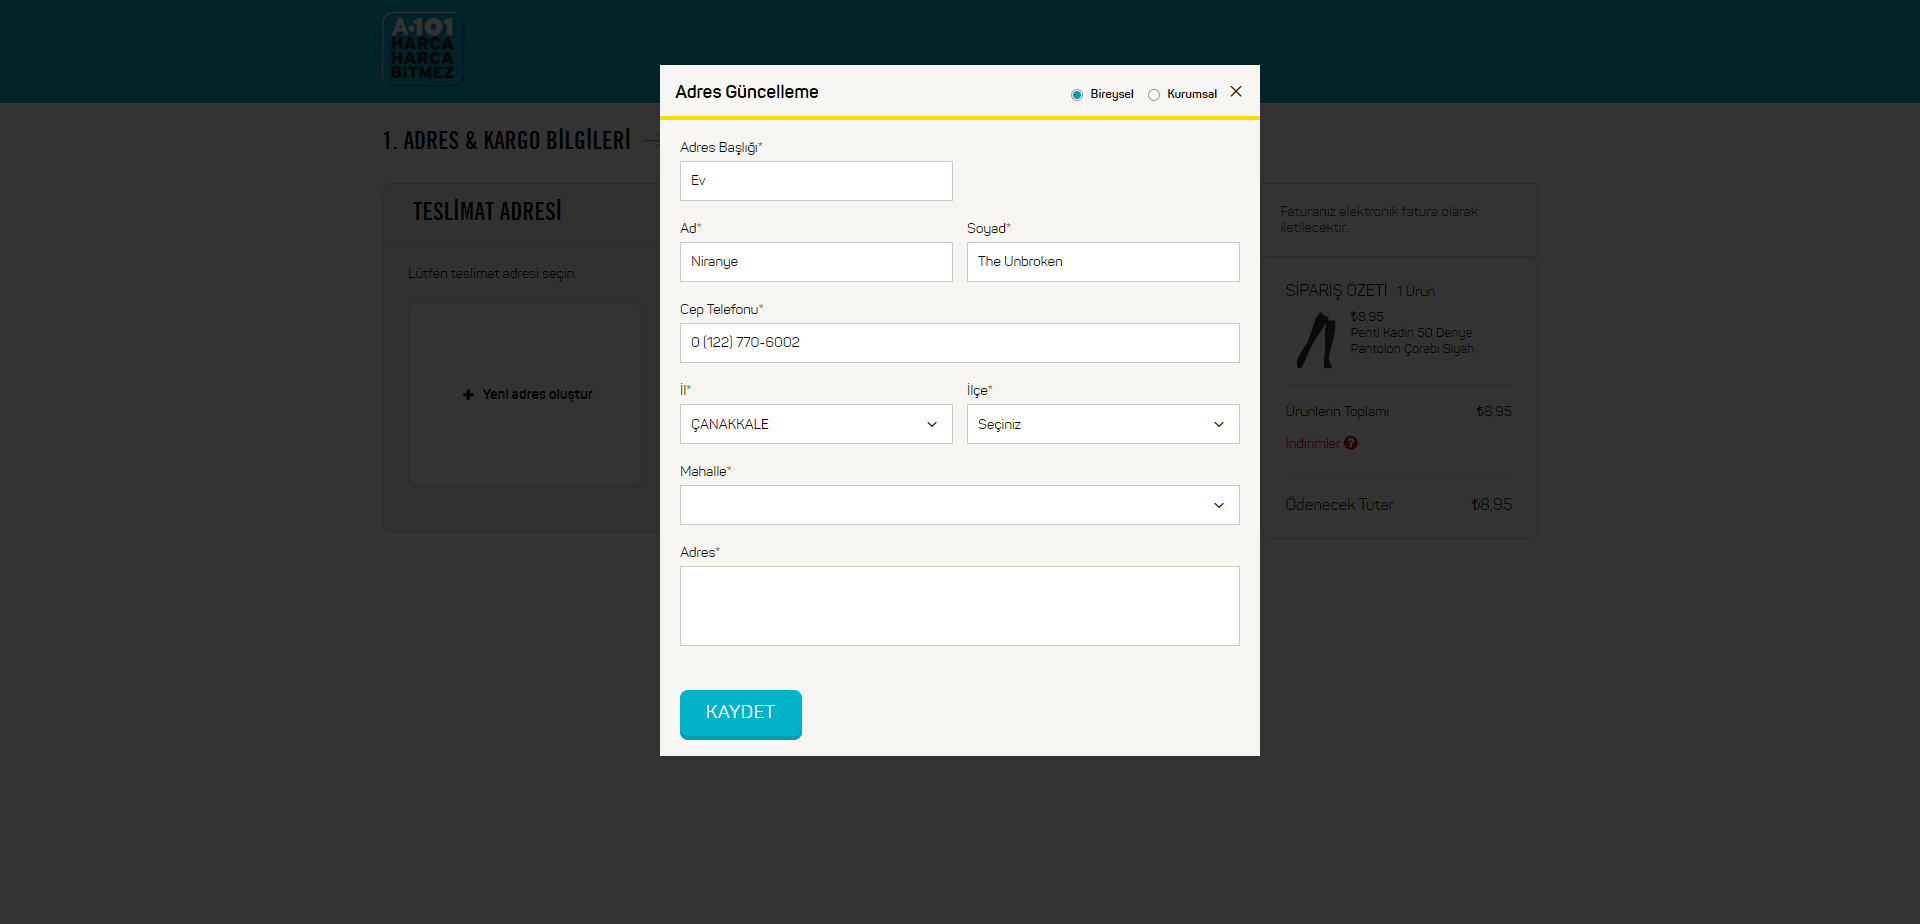 A101
HARCA
HARCA
BİTMEZ
Adres Güncelleme
Bireysel
Kurumsal
1. ADRES & KARGO BİLGİLERİ
TESLİMAT ADRESİ
Lütfen teslimat adresi seçin.
Yeni adres oluştur
Adres Başlığı*
Ev
Ad*
Soyad*
Niranye
The Unbroken
Cep Telefonu*
0 (122) 770-6002
İl*
İlçe*
ÇANAKKALE
Seçiniz
Mahalle*
Adres*
KAYDET
Faturanız elektronik fatura olarak
iletilecektir.
SİPARİŞ ÖZETİ 1 Ürün
₺8,95
Penti Kadın 50 Denye
Pantolon Çorabı Siyah
Ürünlerin Toplamı ₺8,95
İndirimler ?
Ödenecek Tutar ₺8,95